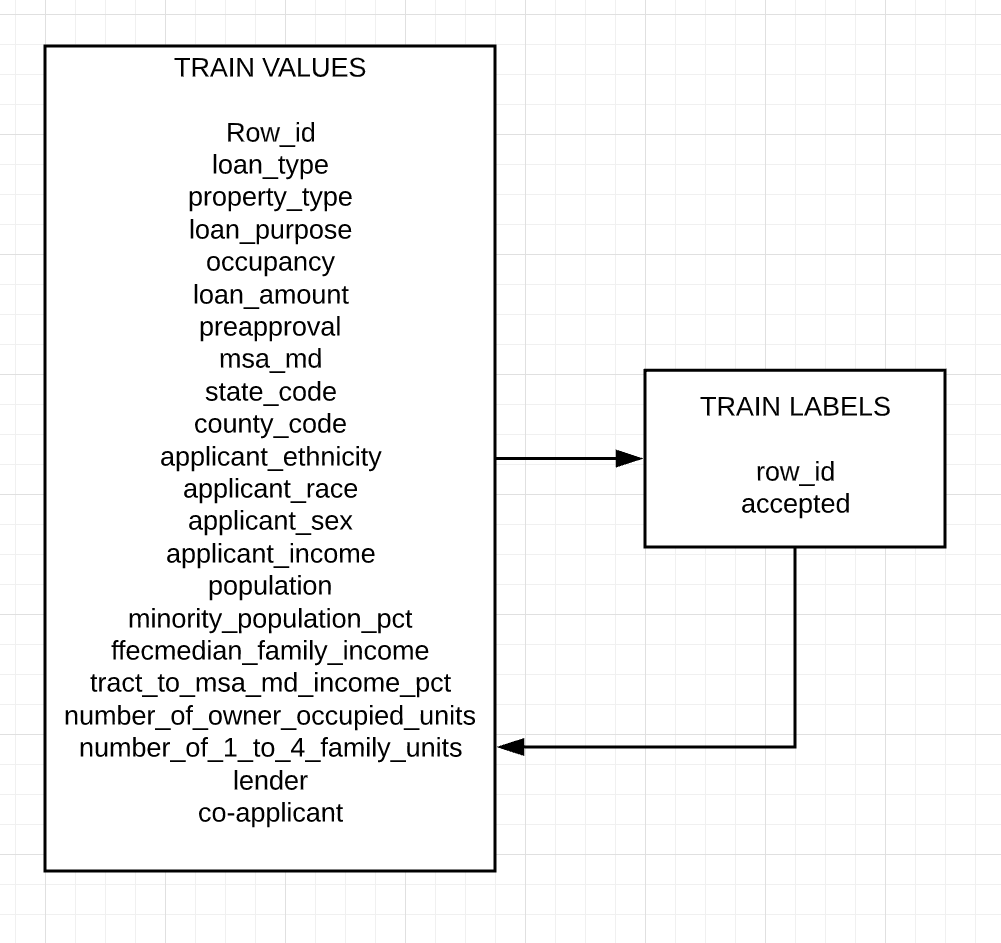 TRAIN VALUES
Row_id
loan_type
property_type
loan_purpose
occupancy
loan_amount
preapproval
msa_md
state_code
county_code
applicant_ethnicity
applicant_race
applicant_sex
applicant_income
population
minority_population_pct
ffecmedian_family_income
tract_to_msa_md_income_pct
number_of_owner_occupied_units
number_of_1_to_4_family_units
lender
co-applicant
TRAIN LABELS
row_id
accepted